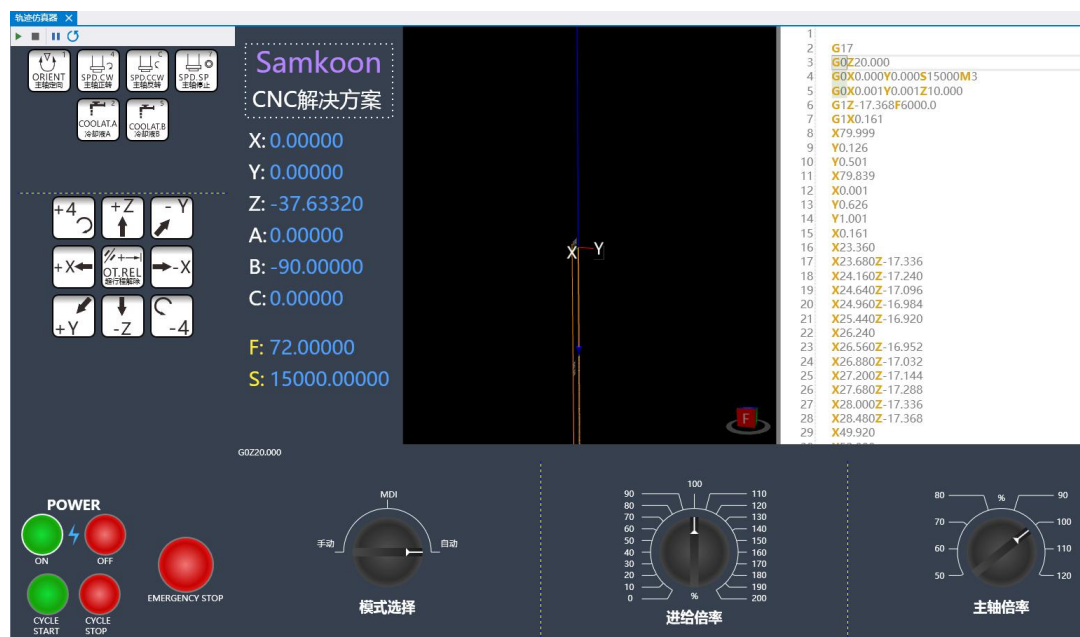 轨迹仿真器
1
ORIENT
主轴定向
SPD.CW
主轴正转
C
SPD.CCW
主轴反转
SPD.SP
主轴停止
2
COOLAT.A
冷却液A
5
COOLAT.B
冷却液B
+4
+Z
- Y
+X
OT.REL
超行程解除
-X
+Y
-Z
-4
Samkoon
CNC解决方案
X: 0.00000
Y: 0.00000
Z: -37.63320
A: 0.00000
B: -90.00000
C: 0.00000
F: 72.00000
S: 15000.00000
X
Y
F
1
2 G17
3 G0Z20.000
4 G0X0.000Y0.000S15000M3
5 G0X0.001Y0.001Z10.000
6 G1Z-17.368F6000.0
7 G1X0.161
8 X79.999
9 Y0.126
10 Y0.501
11 X79.839
12 X0.001
13 Y0.626
14 Y1.001
15 X0.161
16 X23.360
17 X23.680Z-17.336
18 X24.160Z-17.240
19 X24.640Z-17.096
20 X24.960Z-16.984
21 X25.440Z-16.920
22 X26.240
23 X26.560Z-16.952
24 X26.880Z-17.032
25 X27.200Z-17.144
26 X27.680Z-17.288
27 X28.000Z-17.336
28 X28.480Z-17.368
29 X49.920
G0Z20.000
POWER
ON
OFF
CYCLE
START
CYCLE
STOP
EMERGENCY STOP
MDI
手动
自动
模式选择
100
90
110
80
120
70
130
60
140
50
150
40
160
30
170
20
180
10
190
0
200
%
进给倍率
80
%
90
70
100
60
110
50
120
主轴倍率